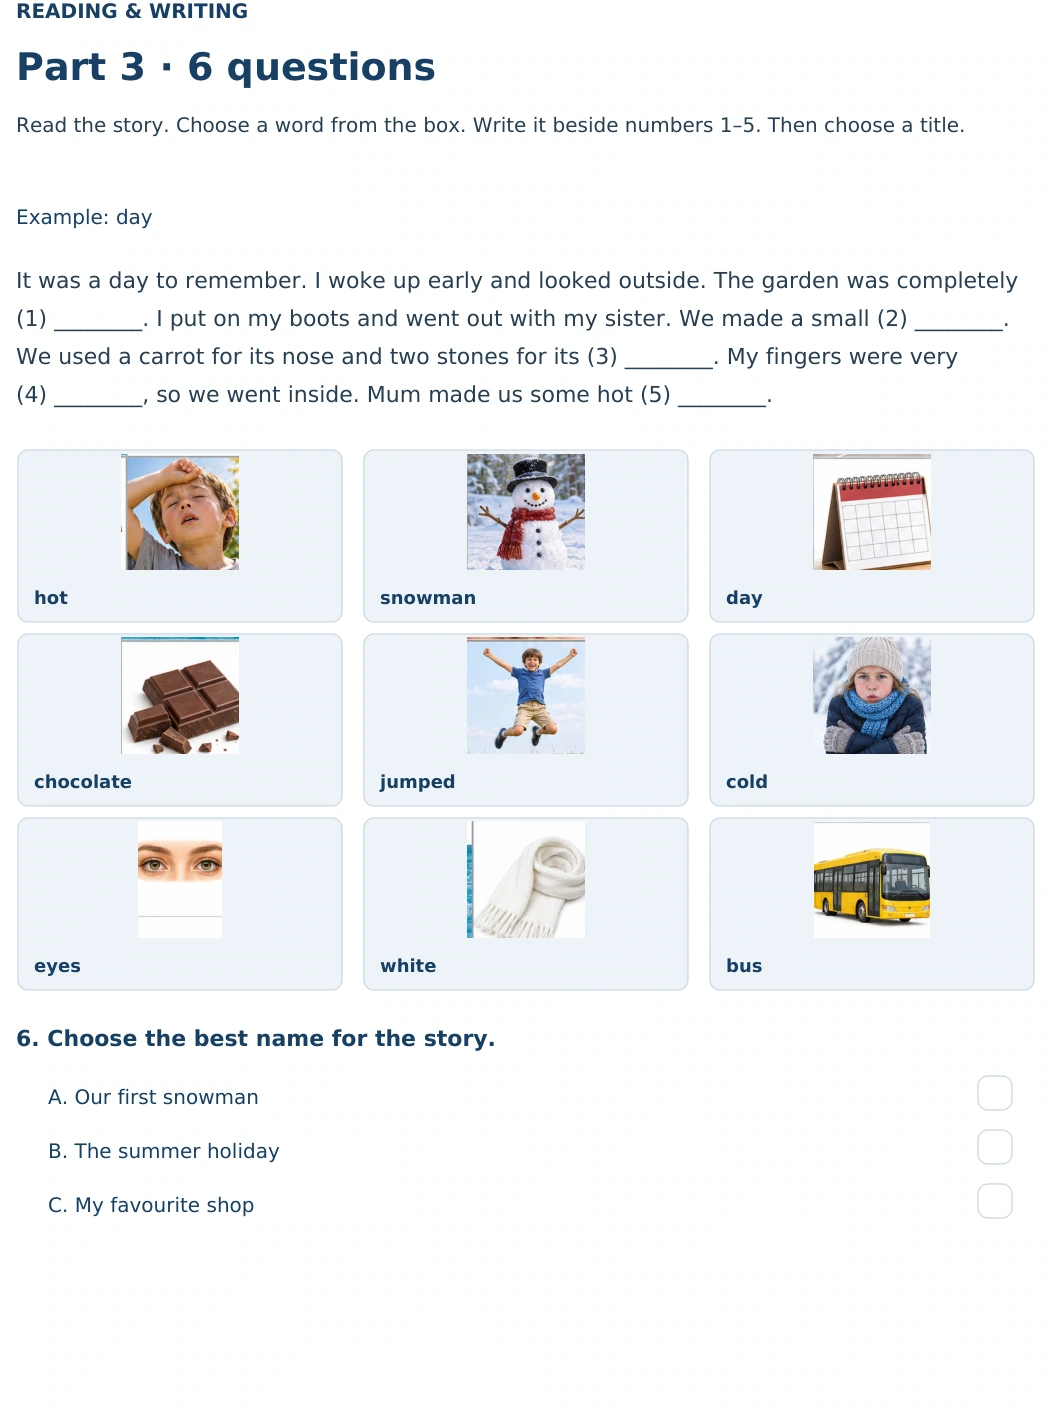 READING & WRITING
Part 3 · 6 questions
Read the story. Choose a word from the box. Write it beside numbers 1–5. Then choose a title.
Example: day
It was a day to remember. I woke up early and looked outside. The garden was completely
(1) ________. I put on my boots and went out with my sister. We made a small (2) ________.
We used a carrot for its nose and two stones for its (3) ________. My fingers were very
(4) ________, so we went inside. Mum made us some hot (5) ________.
hot
snowman
day
chocolate
jumped
cold
eyes
white
bus
6. Choose the best name for the story.
A. Our first snowman
B. The summer holiday
C. My favourite shop